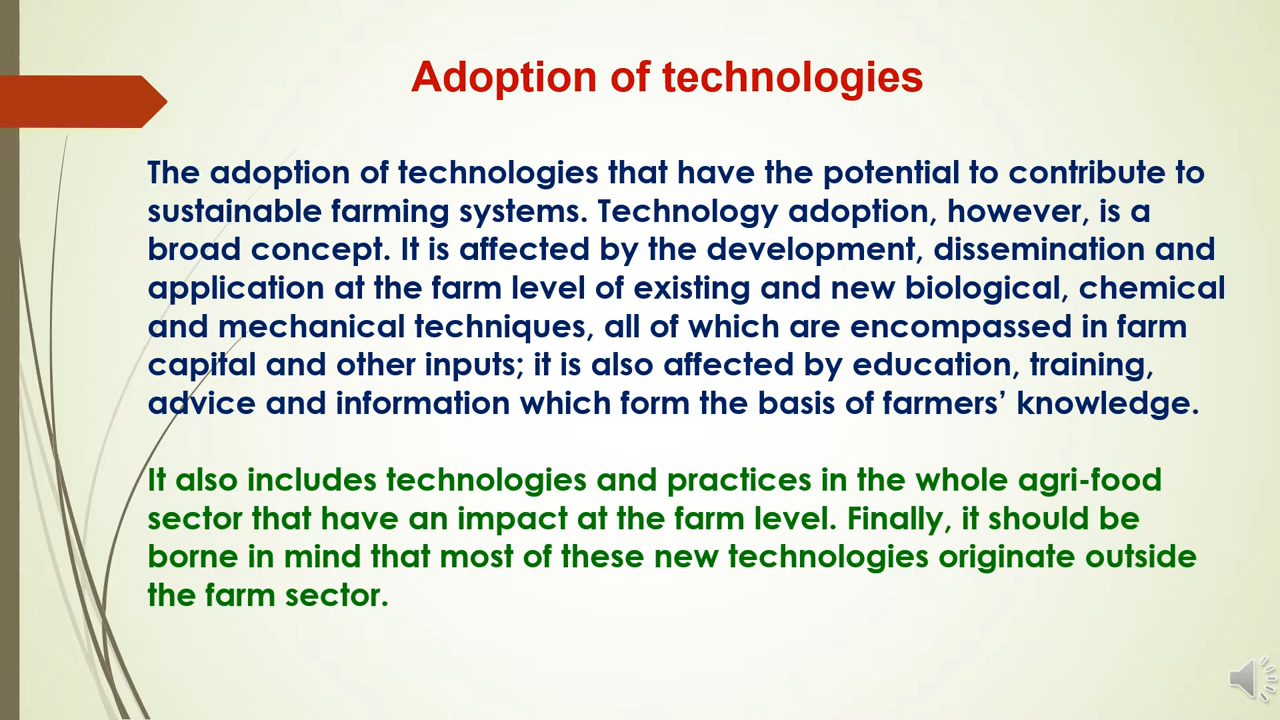 Adoption of technologies
The adoption of technologies that have the potential to contribute to
sustainable farming systems. Technology adoption, however, is a
broad concept. It is affected by the development, dissemination and
application at the farm level of existing and new biological, chemical
and mechanical techniques, all of which are encompassed in farm
capital and other inputs; it is also affected by education, training,
advice and information which form the basis of farmers’ knowledge.
It also includes technologies and practices in the whole agri-food
sector that have an impact at the farm level. Finally, it should be
borne in mind that most of these new technologies originate outside
the farm sector.